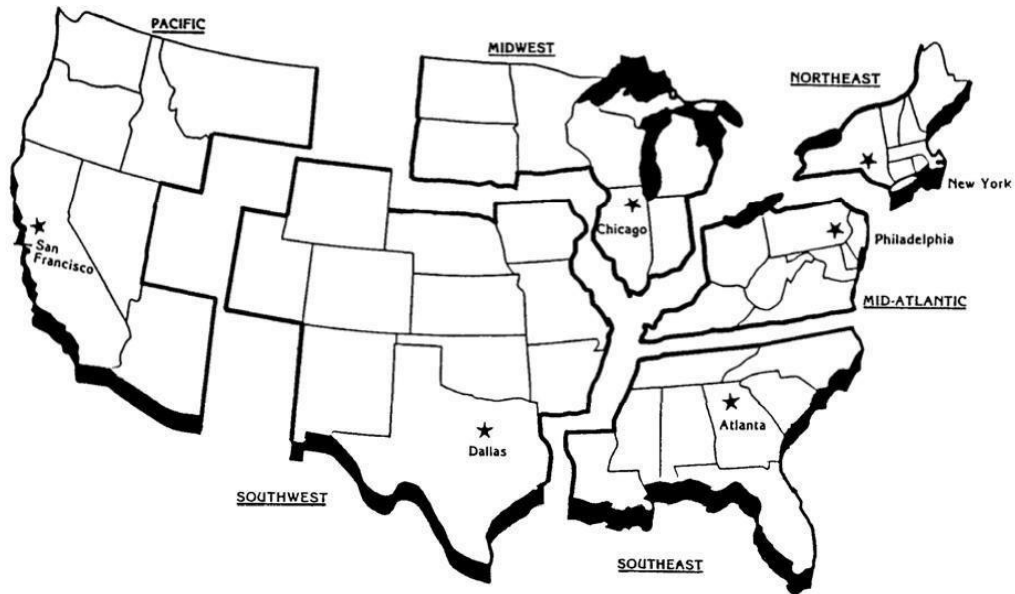 PACIFIC
MIDWEST
NORTHEAST
New York
Chicago
Philadelphia
San
Francisco
MID-ATLANTIC
Atlanta
Dallas
SOUTHWEST
SOUTHEAST